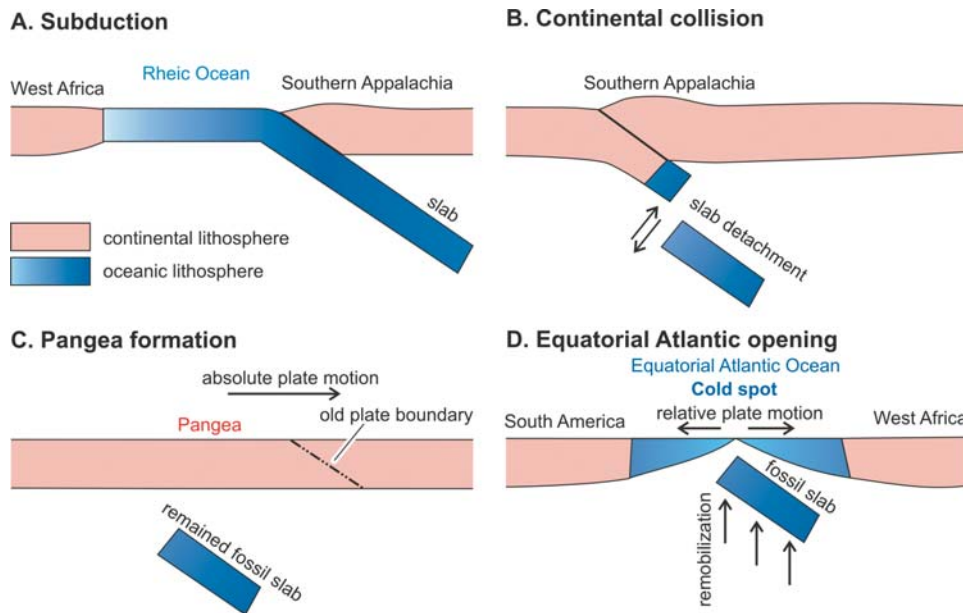 A. Subduction
Rheic Ocean
West Africa
Southern Appalachia
slab
continental lithosphere
oceanic lithosphere
B. Continental collision
Southern Appalachia
slab detachment
C. Pangea formation
absolute plate motion
old plate boundary
Pangea
remained fossil slab
D. Equatorial Atlantic opening
Equatorial Atlantic Ocean
Cold spot
relative plate motion
South America
West Africa
fossil slab
remobilization